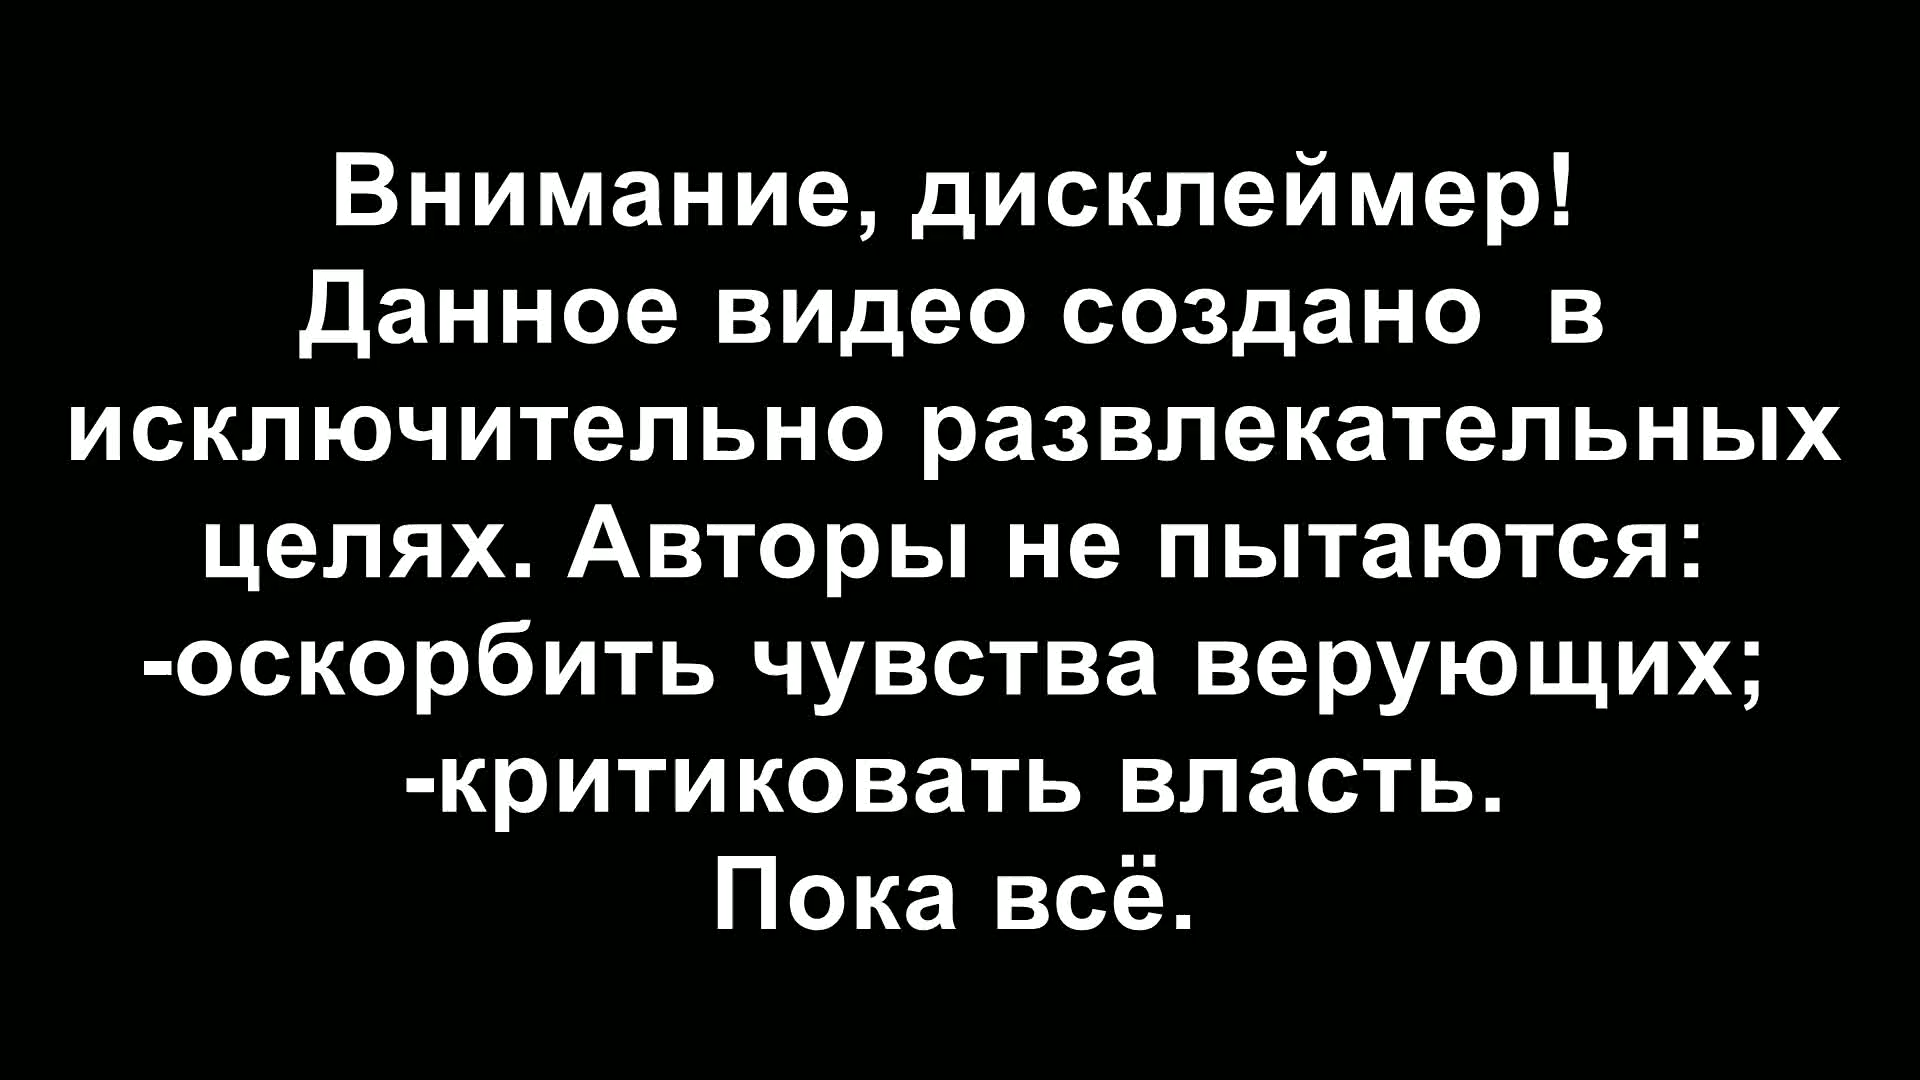 Внимание, дисклеймер!
Данное видео создано  в
исключительно развлекательных
целях. Авторы не пытаются:
-оскорбить чувства верующих;
-критиковать власть.
Пока всё.